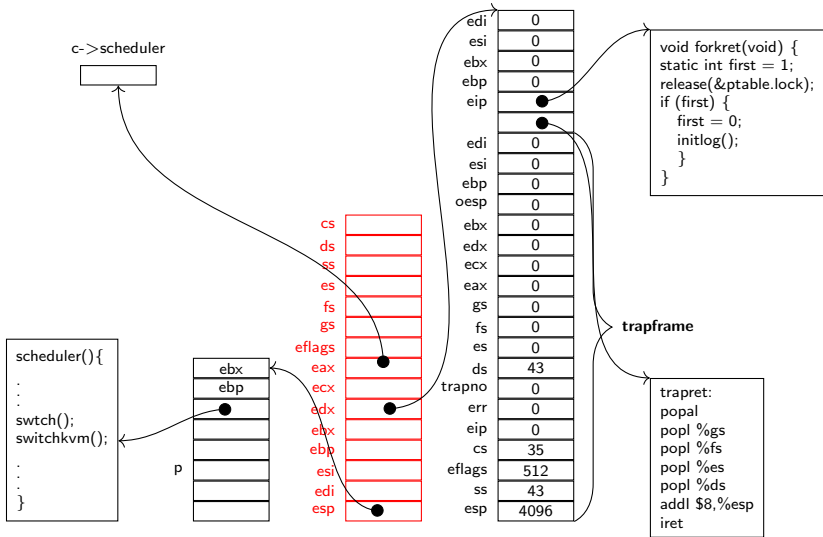 c->scheduler
scheduler(){
.
.
.
swtch();
switchkvm();
.
.
.
}
ebx
ebp
p
cs
ds
ss
es
fs
gs
eflags
eax
ecx
edx
ebx
ebp
esi
edi
esp
edi 0
esi 0
ebx 0
ebp 0
eip
edi 0
esi 0
ebp 0
oesp 0
ebx 0
edx 0
ecx 0
eax 0
gs 0
fs 0
es 0
ds 43
trapno 0
err 0
eip 0
cs 35
eflags 512
ss 43
esp 4096
void forkret(void) {
static int first = 1;
release(&ptable.lock);
if (first) {
first = 0;
initlog();
}
}
trapframe
trapret:
popal
popl %gs
popl %fs
popl %es
popl %ds
addl $8,%esp
iret